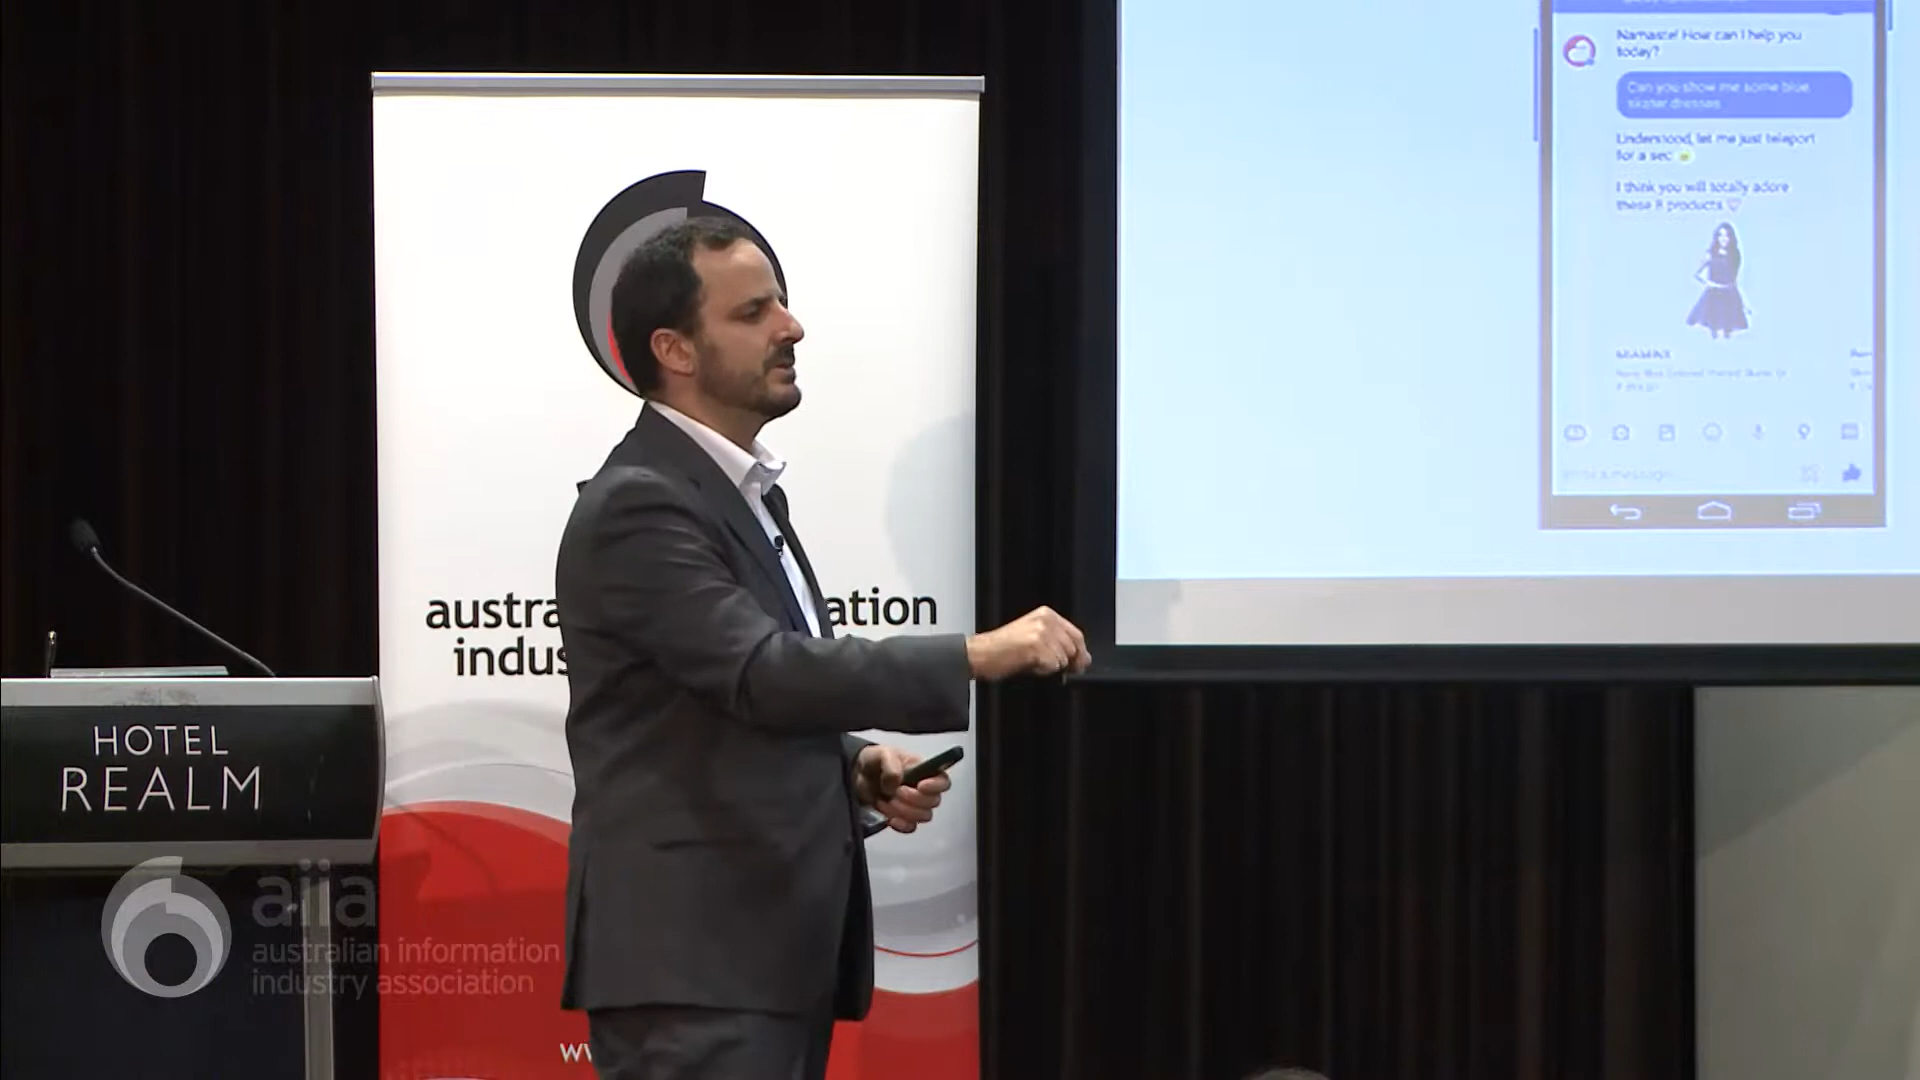 Namaste! How can I help you
today?
Can you show me some blue
skater dresses
Understood, let me just teleport
for a sec
I think you will totally adore
these 8 products
Write a message
austra ation
indus
HOTEL
REALM
aiia
australian information
industry association